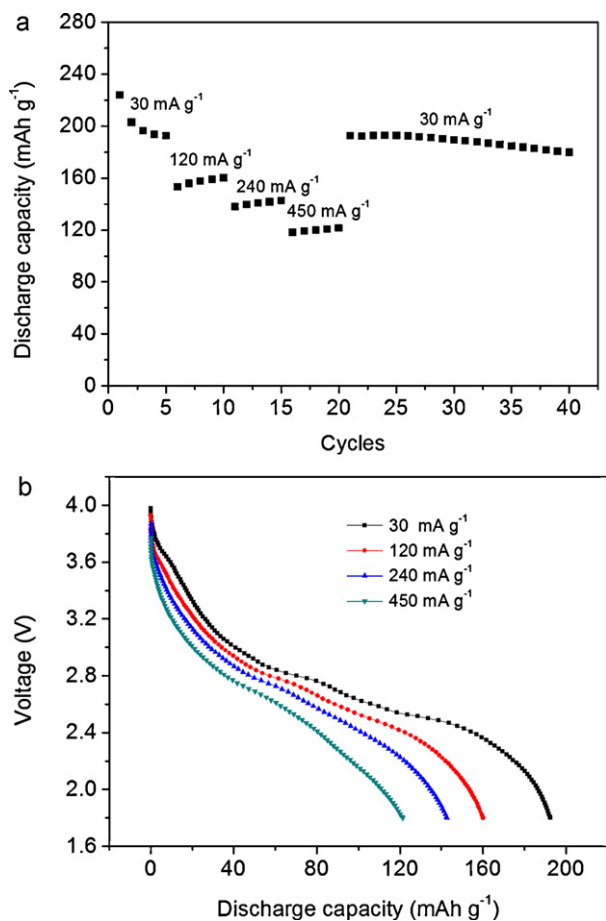 a
Discharge capacity (mAh g⁻¹)
280
240
200
160
120
80
40
0
30 mA g⁻¹
120 mA g⁻¹
240 mA g⁻¹
450 mA g⁻¹
30 mA g⁻¹
0 5 10 15 20 25 30 35 40
Cycles
b
Voltage (V)
4.0
3.6
3.2
2.8
2.4
2.0
1.6
30 mA g⁻¹
120 mA g⁻¹
240 mA g⁻¹
450 mA g⁻¹
0 40 80 120 160 200
Discharge capacity (mAh g⁻¹)